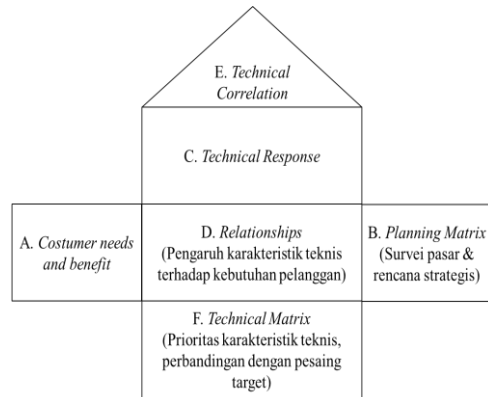 E. Technical
Correlation
C. Technical Response
A. Costumer needs
and benefit
D. Relationships
(Pengaruh karakteristik teknis
terhadap kebutuhan pelanggan)
B. Planning Matrix
(Survei pasar &
rencana strategis)
F. Technical Matrix
(Prioritas karakteristik teknis,
perbandingan dengan pesaing
target)